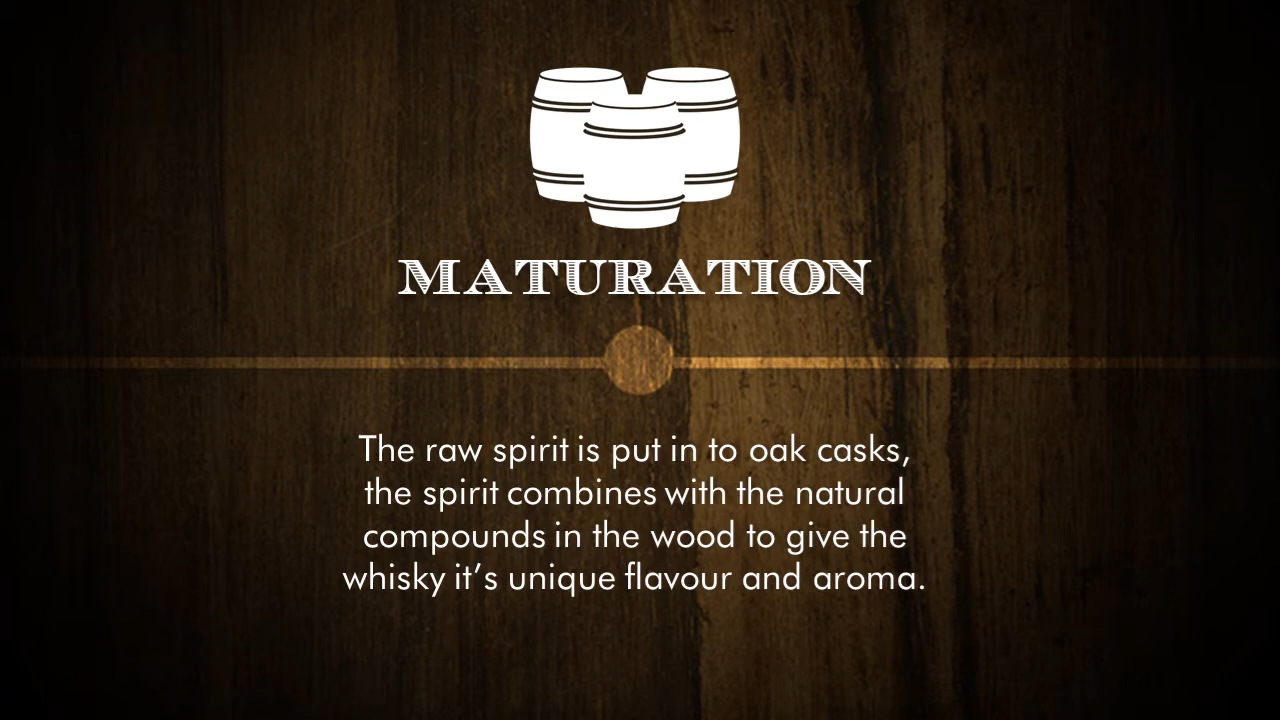 MATURATION
The raw spirit is put in to oak casks,
the spirit combines with the natural
compounds in the wood to give the
whisky it’s unique flavour and aroma.